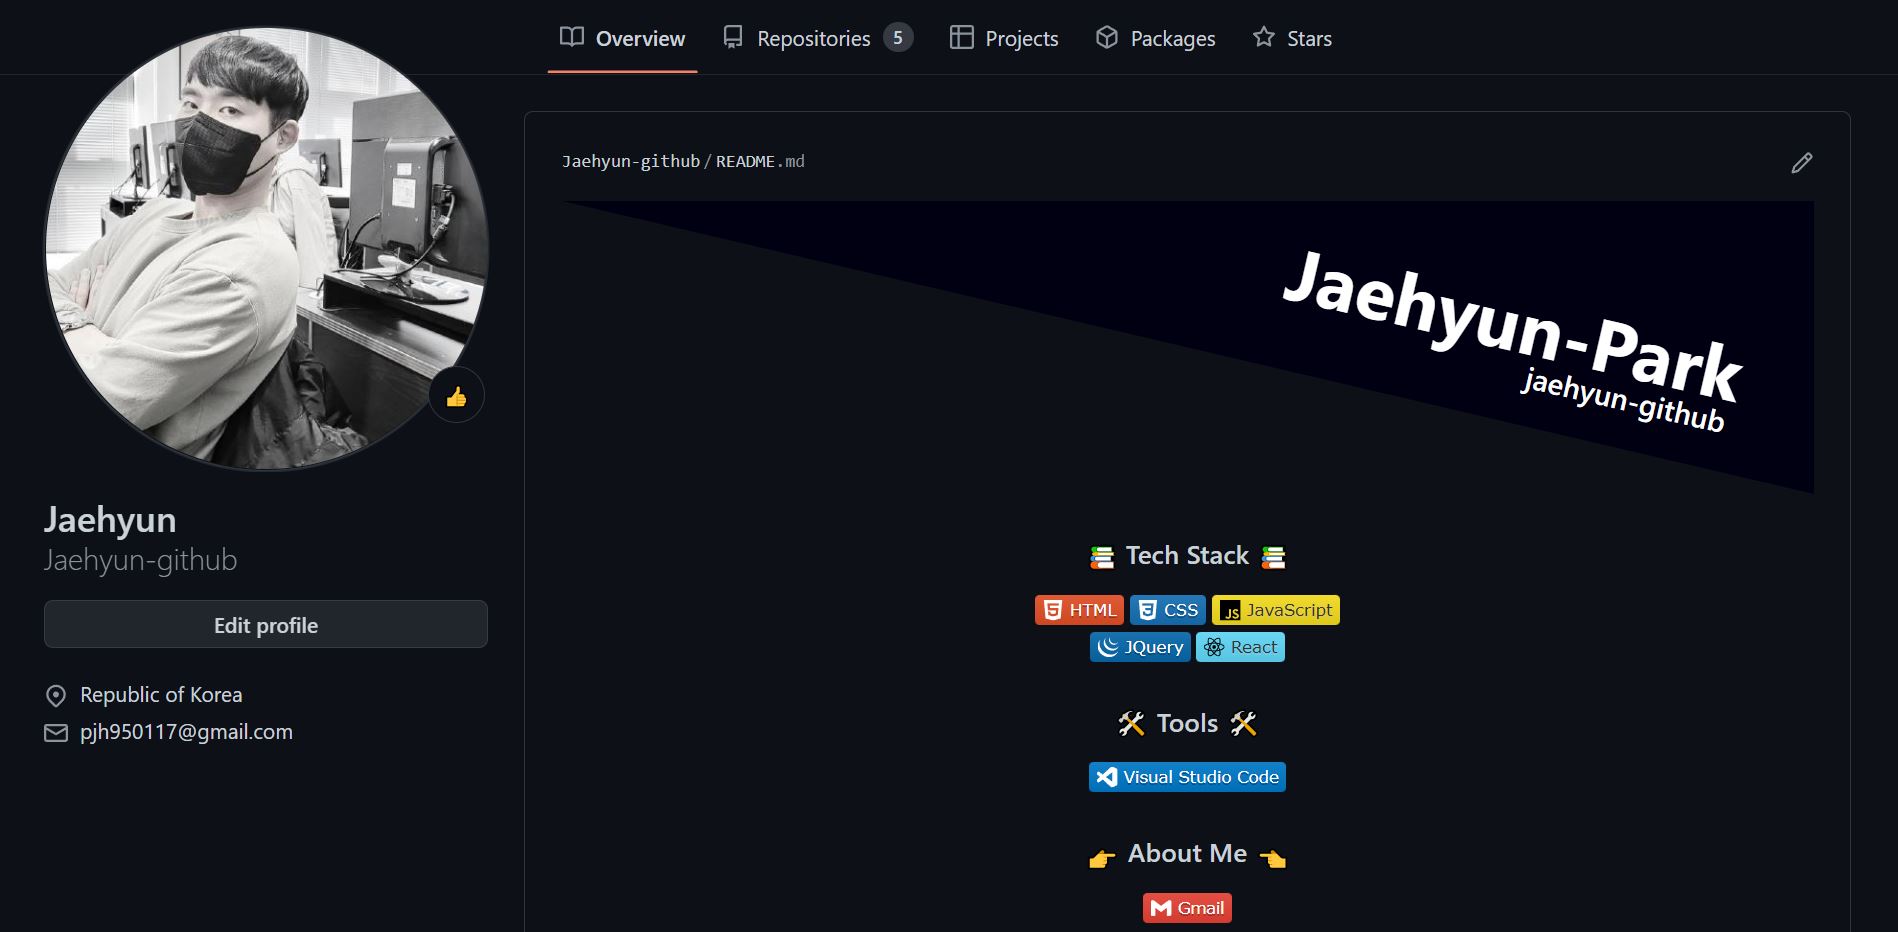 Overview Repositories 5 Projects Packages Stars
Jaehyun-github/README.md
Jaehyun-Park
jaehyun-github
Jaehyun
Jaehyun-github
Edit profile
Republic of Korea
pjh950117@gmail.com
Tech Stack
HTML CSS JS JavaScript
JQuery React
Tools
Visual Studio Code
About Me
Gmail